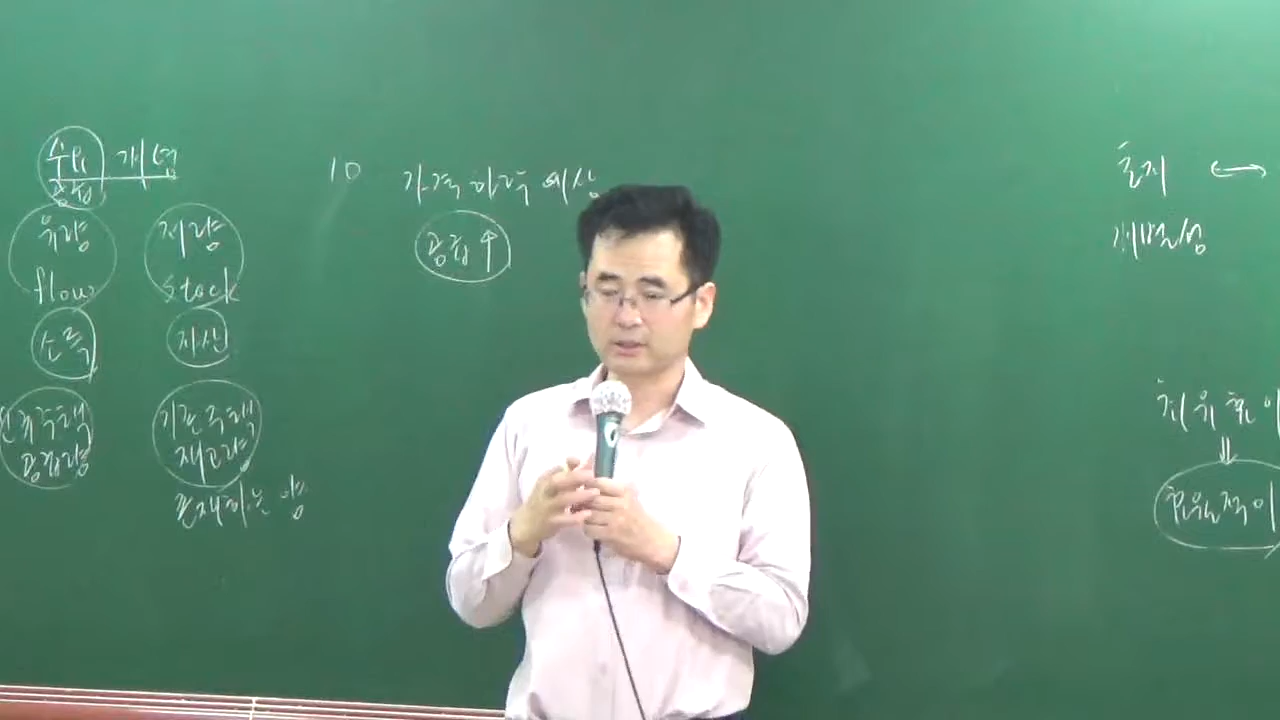 수요 개념
공급
유량 저량
flow stock
소득 자산
신규주택 기존주택
공급량 재고량
존재하는 양
10 가격 하락 예상
공급↑
토지 ↔
개별성
⇓